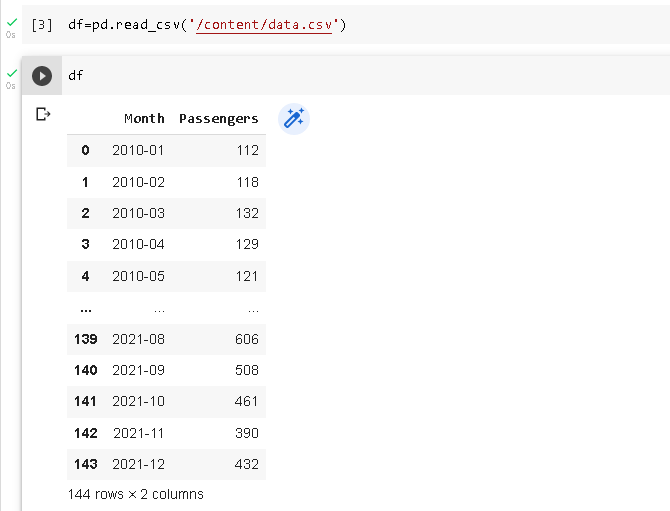 [3] df=pd.read_csv('/content/data.csv')
0s
df
0s
Month Passengers
0 2010-01 112
1 2010-02 118
2 2010-03 132
3 2010-04 129
4 2010-05 121
... ... ...
139 2021-08 606
140 2021-09 508
141 2021-10 461
142 2021-11 390
143 2021-12 432
144 rows × 2 columns